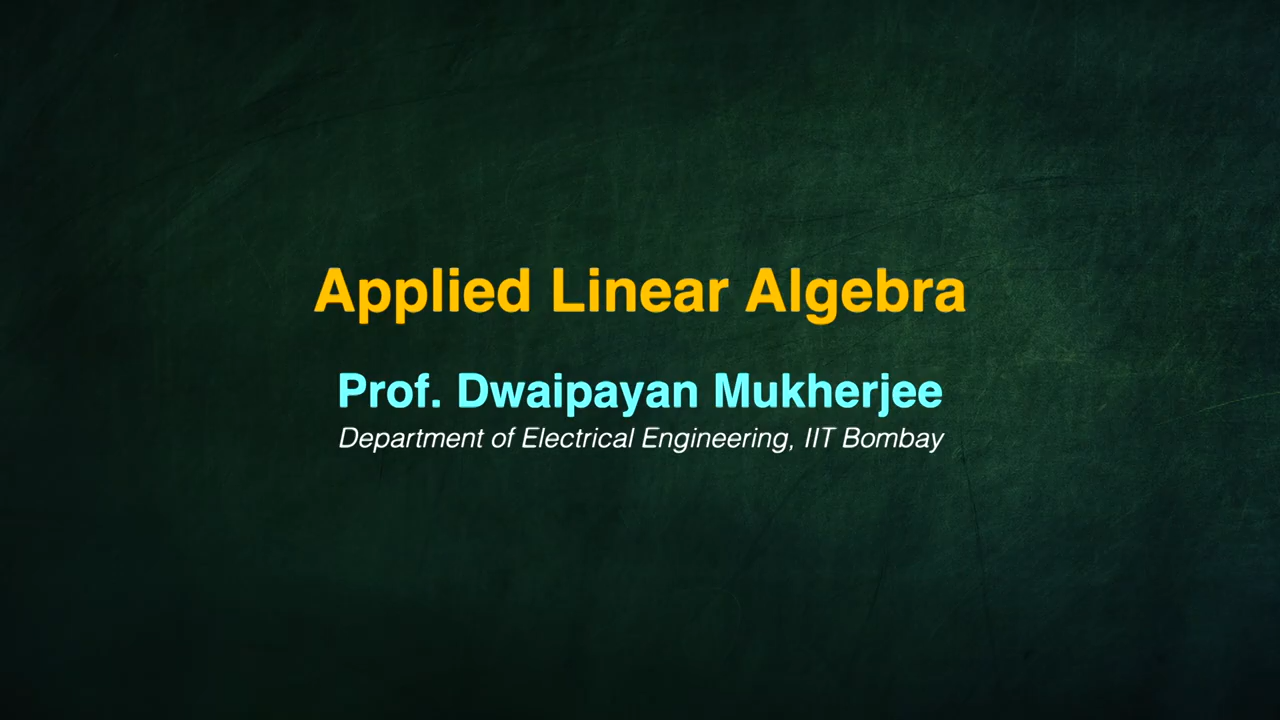 Applied Linear Algebra
Prof. Dwaipayan Mukherjee
Department of Electrical Engineering, IIT Bombay